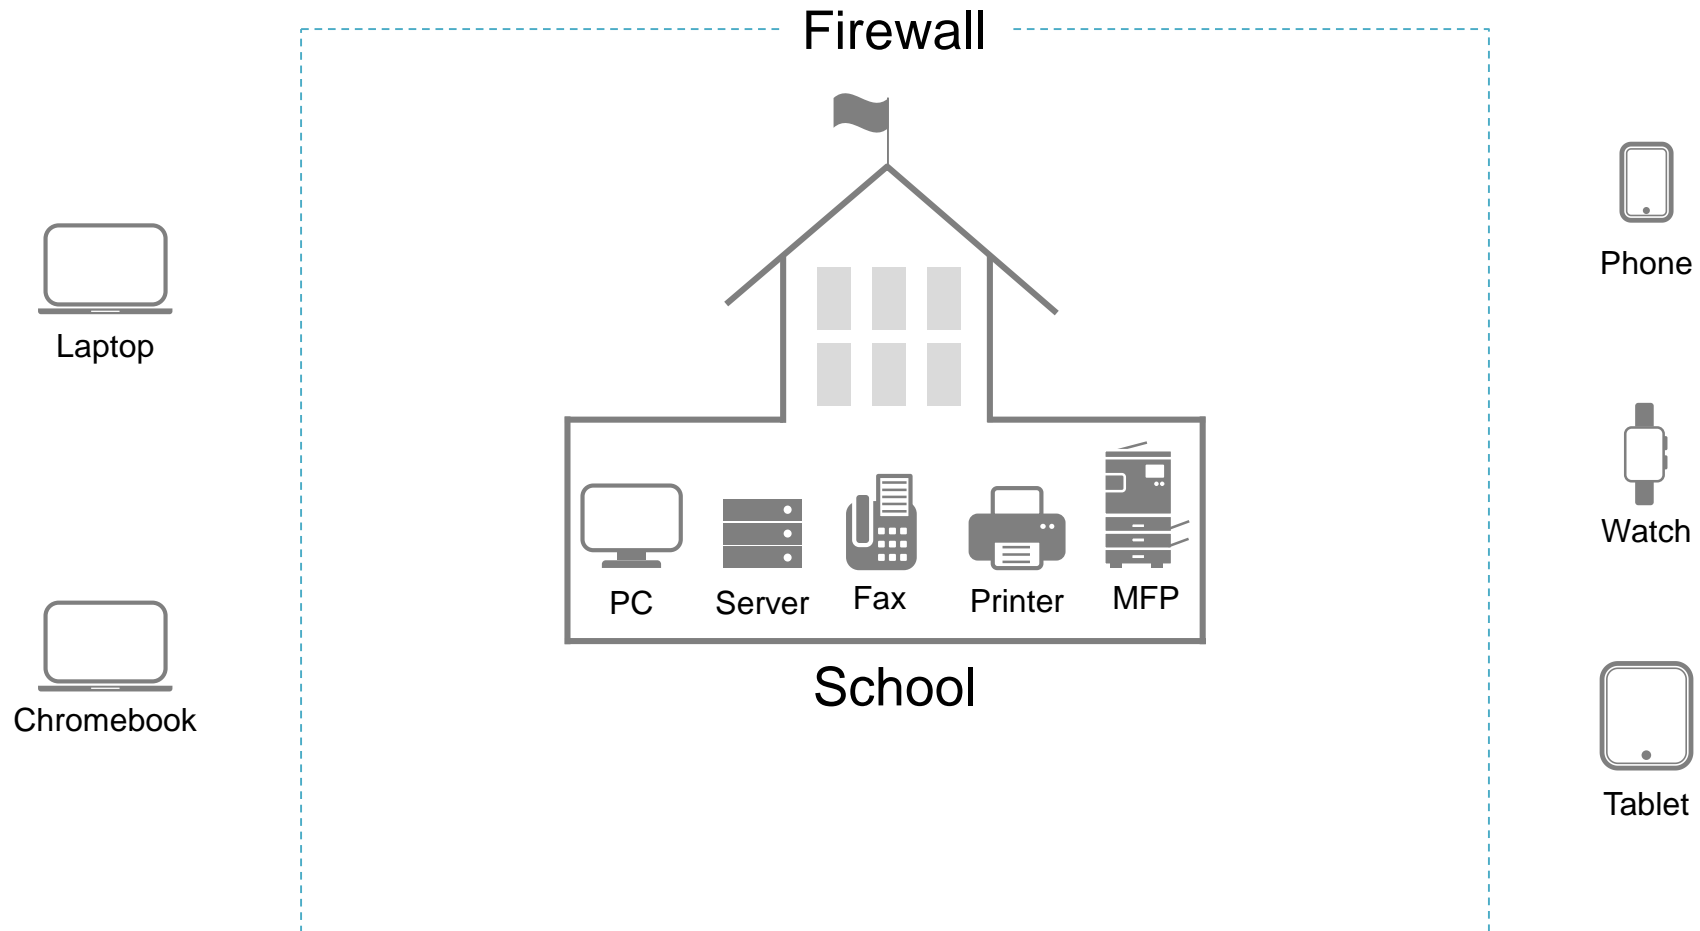 Firewall
Phone
Laptop
Watch
PC
Server
Fax
Printer
MFP
School
Chromebook
Tablet